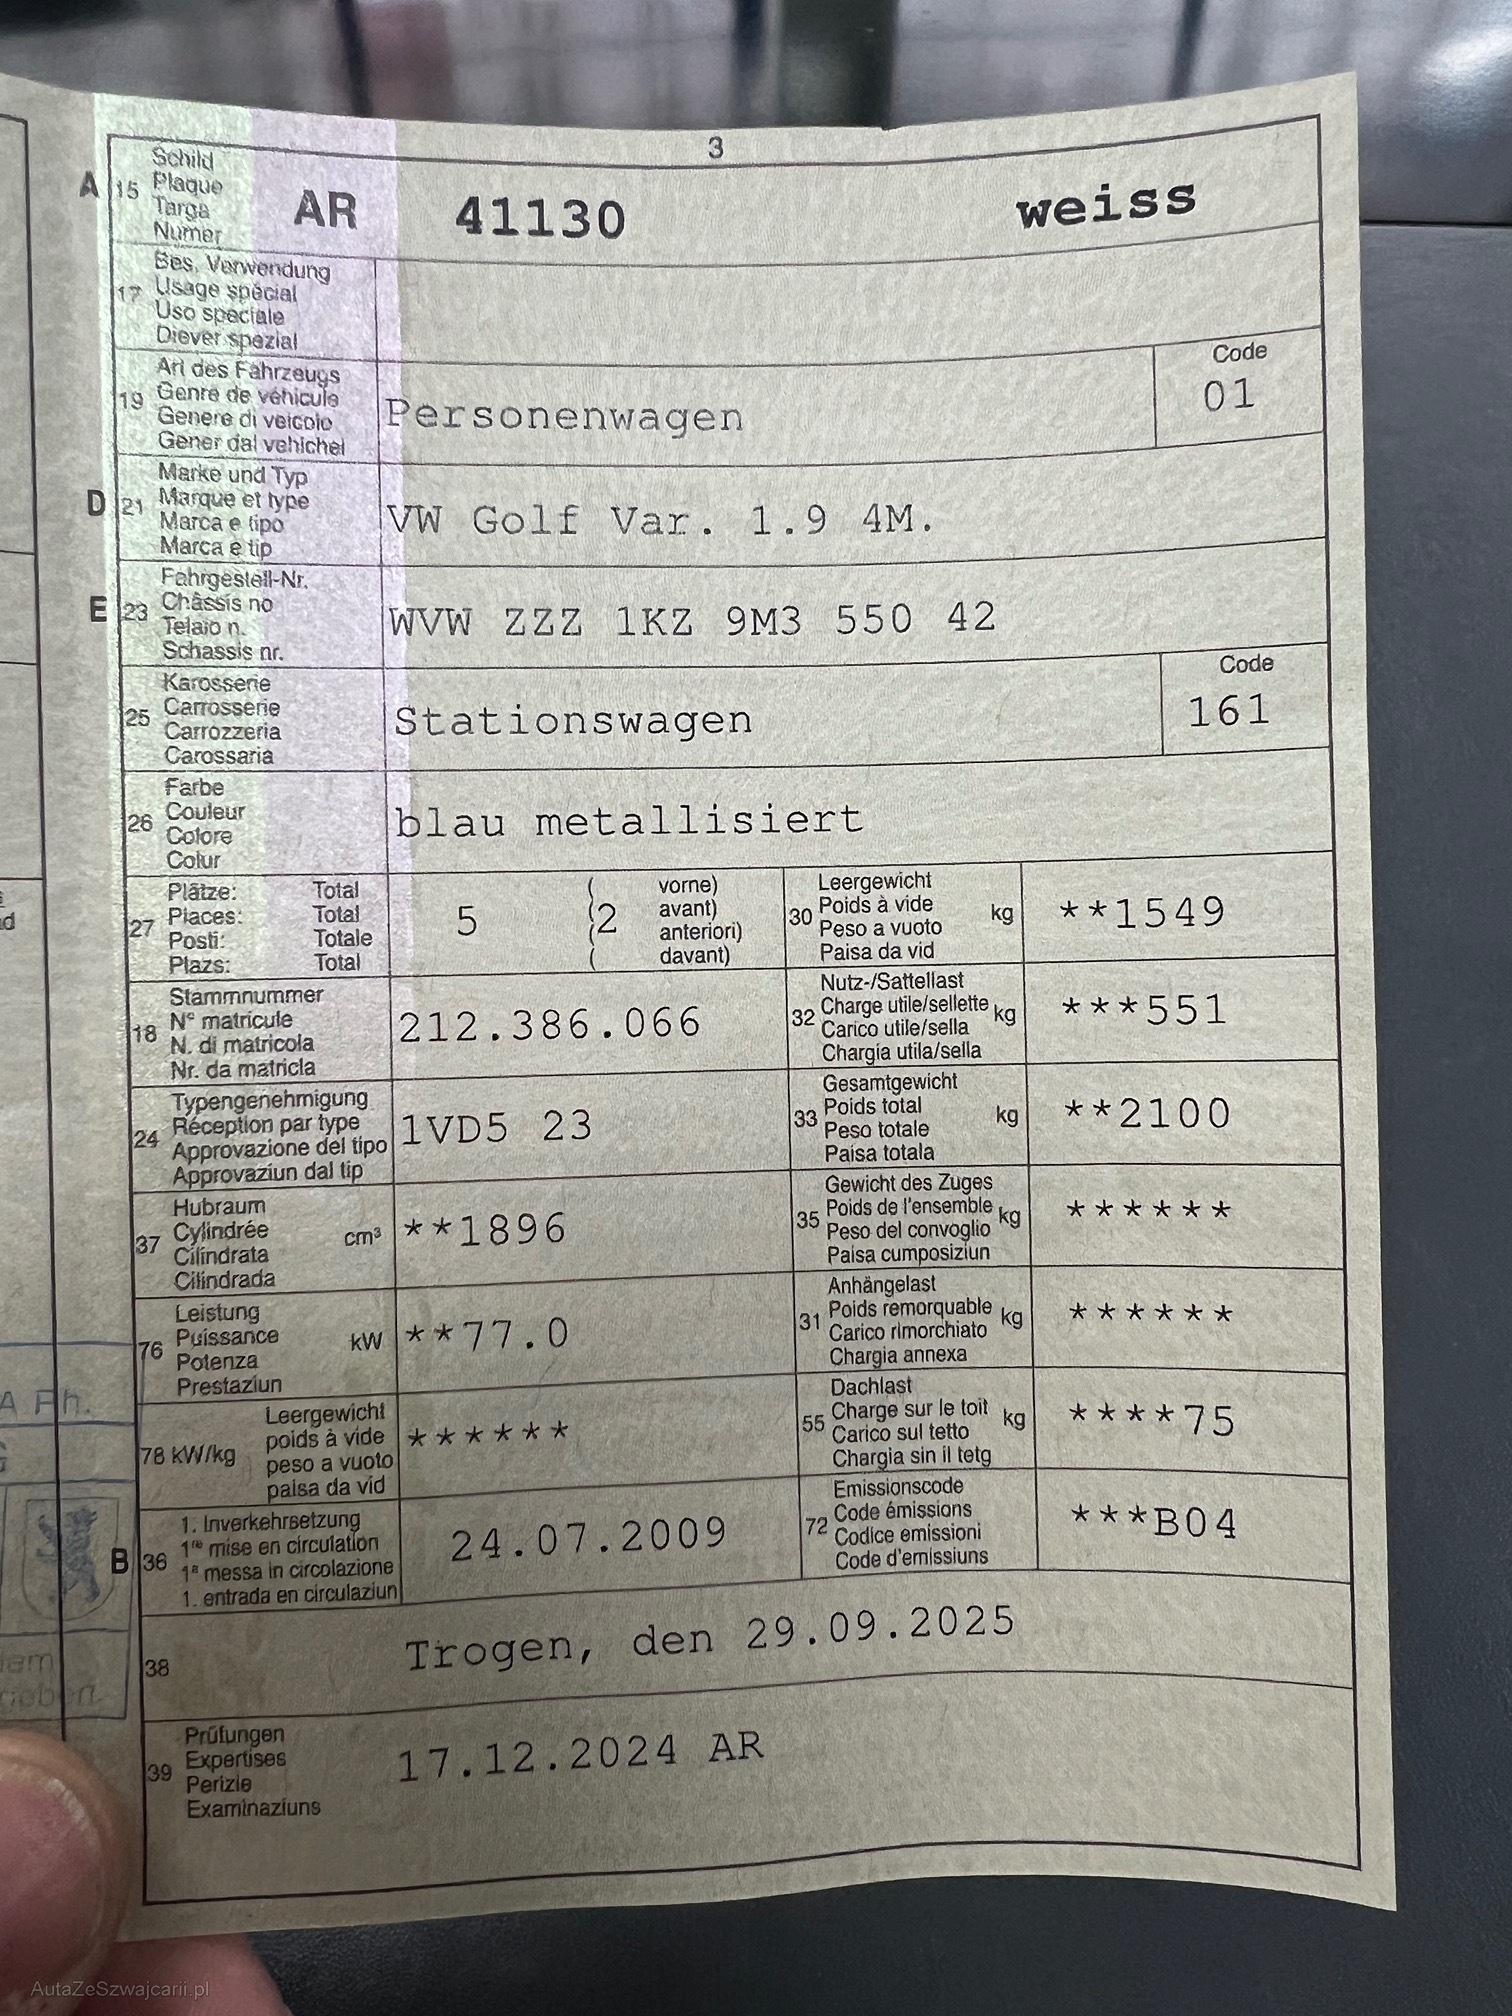 3
A 15 Schild
Plaque
Targa
Numer
AR 41130 weiss
17 Bes. Verwendung
Usage spécial
Uso speciale
Diever spezial
19 Art des Fahrzeugs
Genre de véhicule
Genere di veicolo
Gener dal vehichel
Personenwagen
Code
01
D 21 Marke und Typ
Marque et type
Marca e tipo
Marca e tip
VW Golf Var. 1.9 4M.
E 23 Fahrgestell-Nr.
Châssis no
Telaio n.
Schassis nr.
WVW ZZZ 1KZ 9M3 550 42
25 Karosserie
Carrosserie
Carrozzeria
Carossaria
Stationswagen
Code
161
26 Farbe
Couleur
Colore
Colur
blau metallisiert
27 Plätze: Total
Places: Total
Posti: Totale
Plazs: Total
5 (2
( vorne)
( avant)
( anteriori)
( davant)
30 Leergewicht
Poids à vide
Peso a vuoto
Paisa da vid
kg **1549
18 Stammnummer
N° matricule
N. di matricola
Nr. da matricla
212.386.066
32 Nutz-/Sattellast
Charge utile/sellette
Carico utile/sella
Chargia utila/sella
kg ***551
24 Typengenehmigung
Réception par type
Approvazione del tipo
Approvaziun dal tip
1VD5 23
33 Gesamtgewicht
Poids total
Peso totale
Paisa totala
kg **2100
37 Hubraum
Cylindrée
Cilindrata
Cilindrada
cm³ **1896
35 Gewicht des Zuges
Poids de l'ensemble
Peso del convoglio
Paisa cumposiziun
kg ******
76 Leistung
Puissance
Potenza
Prestaziun
kW **77.0
31 Anhängelast
Poids remorquable
Carico rimorchiato
Chargia annexa
kg ******
78 kW/kg
Leergewicht
poids à vide
peso a vuoto
paisa da vid
******
55 Dachlast
Charge sur le toit
Carico sul tetto
Chargia sin il tetg
kg ****75
B 36 1. Inverkehrsetzung
1re mise en circulation
1a messa in circolazione
1. entrada en circulaziun
24.07.2009
72 Emissionscode
Code émissions
Codice emissioni
Code d'emissiuns
***B04
38 Trogen, den 29.09.2025
39 Prüfungen
Expertises
Perizie
Examinaziuns
17.12.2024 AR
A Rh.
AutaZeSzwajcarii.pl